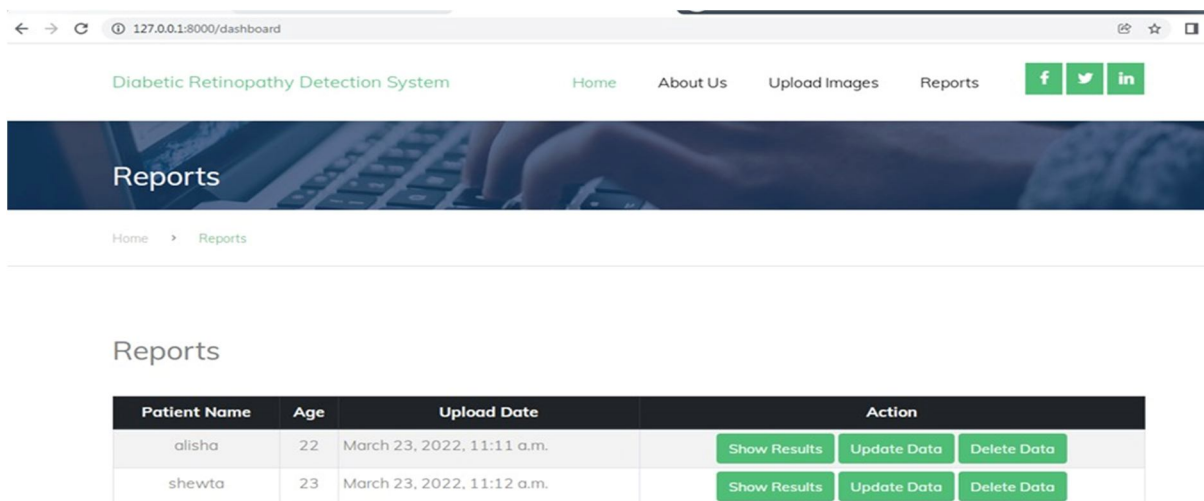 127.0.0.1:8000/dashboard
Diabetic Retinopathy Detection System Home About Us Upload Images Reports f in
Reports
Home > Reports
Reports
Patient Name Age Upload Date Action
alisha 22 March 23, 2022, 11:11 a.m. Show Results Update Data Delete Data
shewta 23 March 23, 2022, 11:12 a.m. Show Results Update Data Delete Data